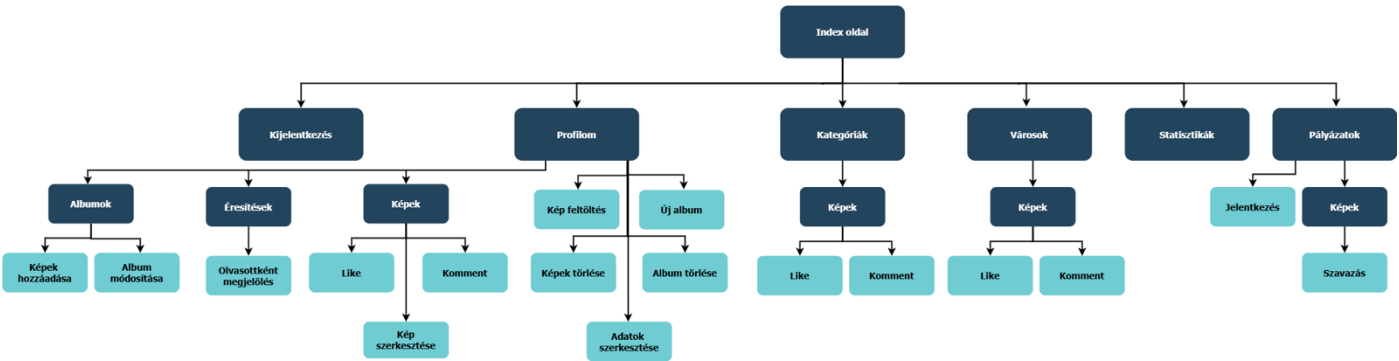 Index oldal
Kijelentkezés
Profilom
Kategóriák
Városok
Statisztikák
Pályázatok
Albumok
Éresítések
Képek
Kép feltöltés
Új album
Képek
Képek
Jelentkezés
Képek
Képek
hozzáadása
Album
módosítása
Olvasottként
megjelölés
Like
Komment
Képek törlése
Album törlése
Like
Komment
Like
Komment
Szavazás
Kép
szerkesztése
Adatok
szerkesztése